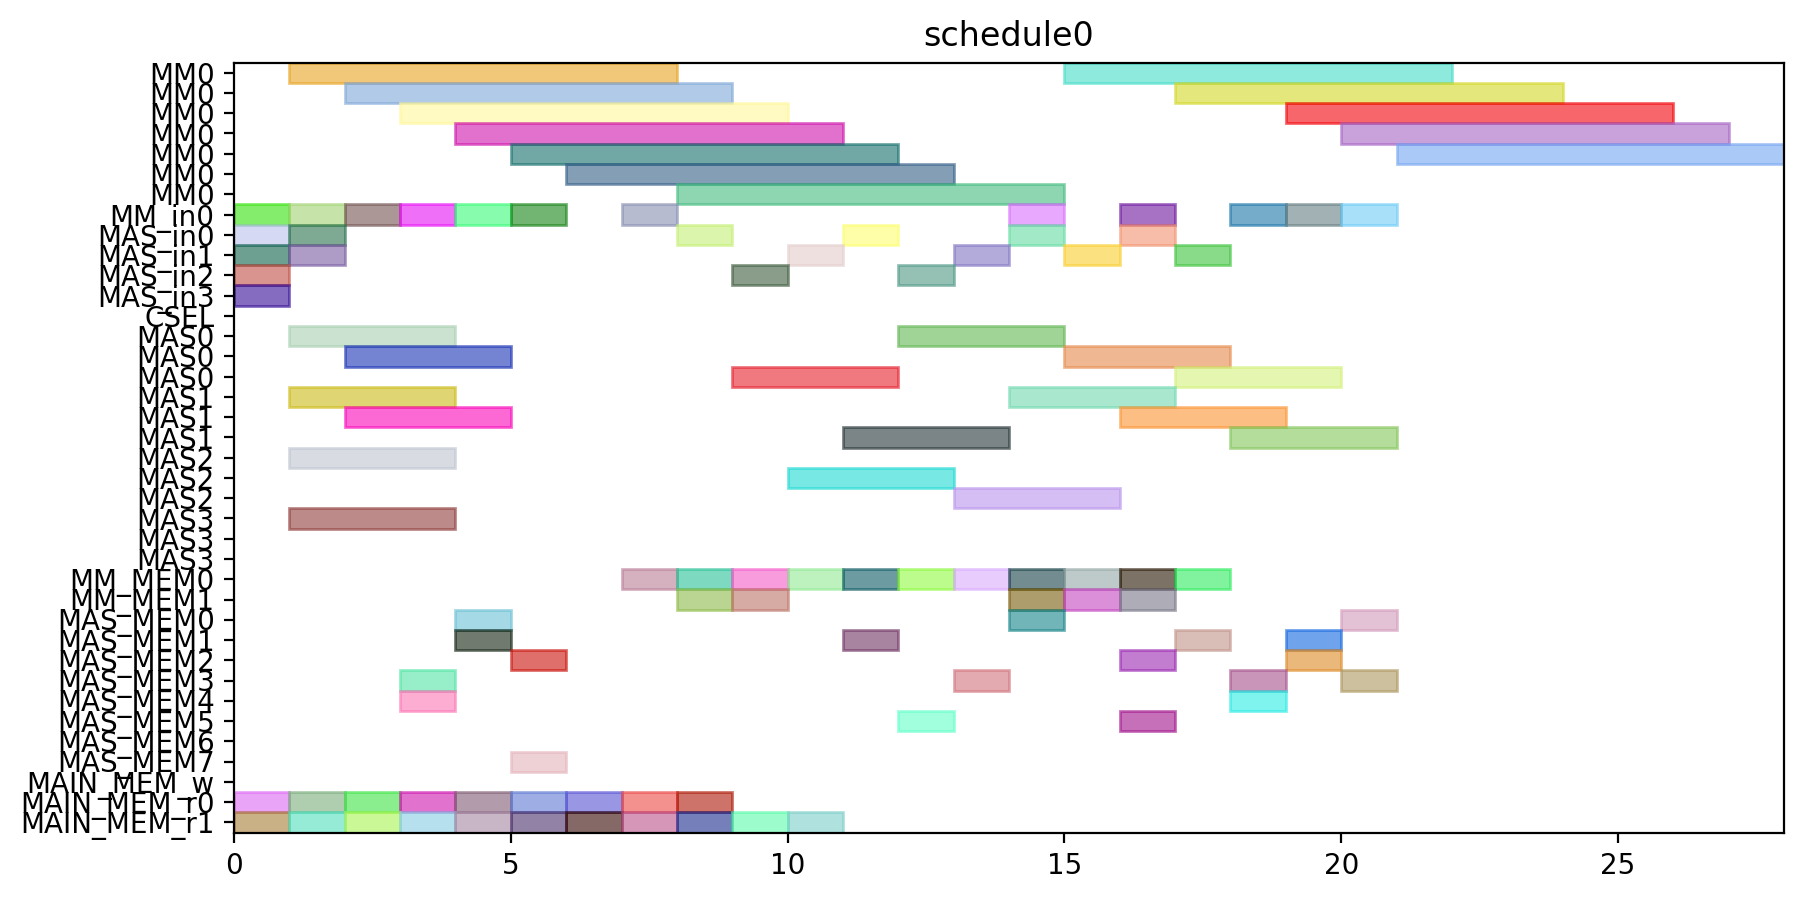 schedule0
MM0
MM0
MM0
MM0
MM0
MM0
MM0
MM_in0
MAS_in0
MAS_in1
MAS_in2
MAS_in3
CSEL
MAS0
MAS0
MAS0
MAS1
MAS1
MAS1
MAS2
MAS2
MAS2
MAS3
MAS3
MAS3
MM_MEM0
MM_MEM1
MAS_MEM0
MAS_MEM1
MAS_MEM2
MAS_MEM3
MAS_MEM4
MAS_MEM5
MAS_MEM6
MAS_MEM7
MAIN_MEM_w
MAIN_MEM_r0
MAIN_MEM_r1
0 5 10 15 20 25